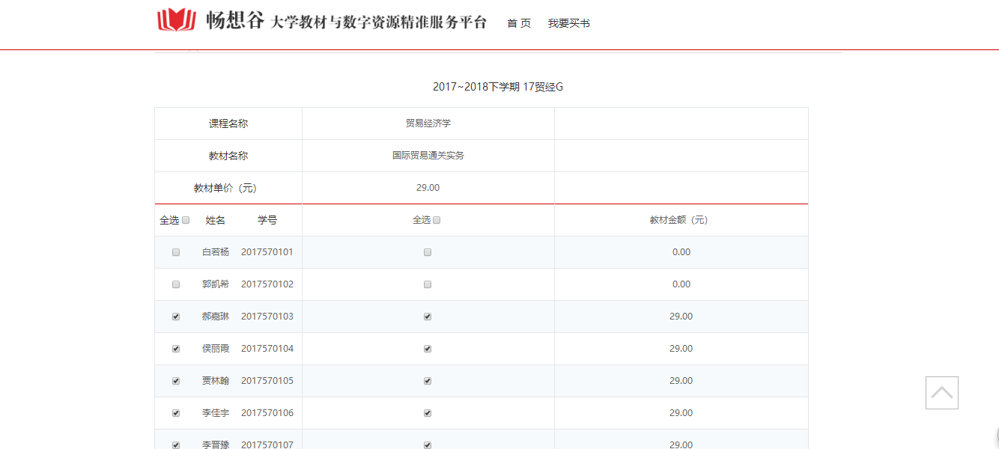 畅想谷 大学教材与数字资源精准服务平台 首 页 我要买书
2017~2018下学期 17贸经G
课程名称 贸易经济学
教材名称 国际贸易通关实务
教材单价（元） 29.00
全选 姓名 学号 全选 教材金额（元）
白若杨 2017570101 0.00
郭凯希 2017570102 0.00
郝嘉琳 2017570103 29.00
侯丽霞 2017570104 29.00
贾林翰 2017570105 29.00
李佳宇 2017570106 29.00
李晋豫 2017570107 29.00